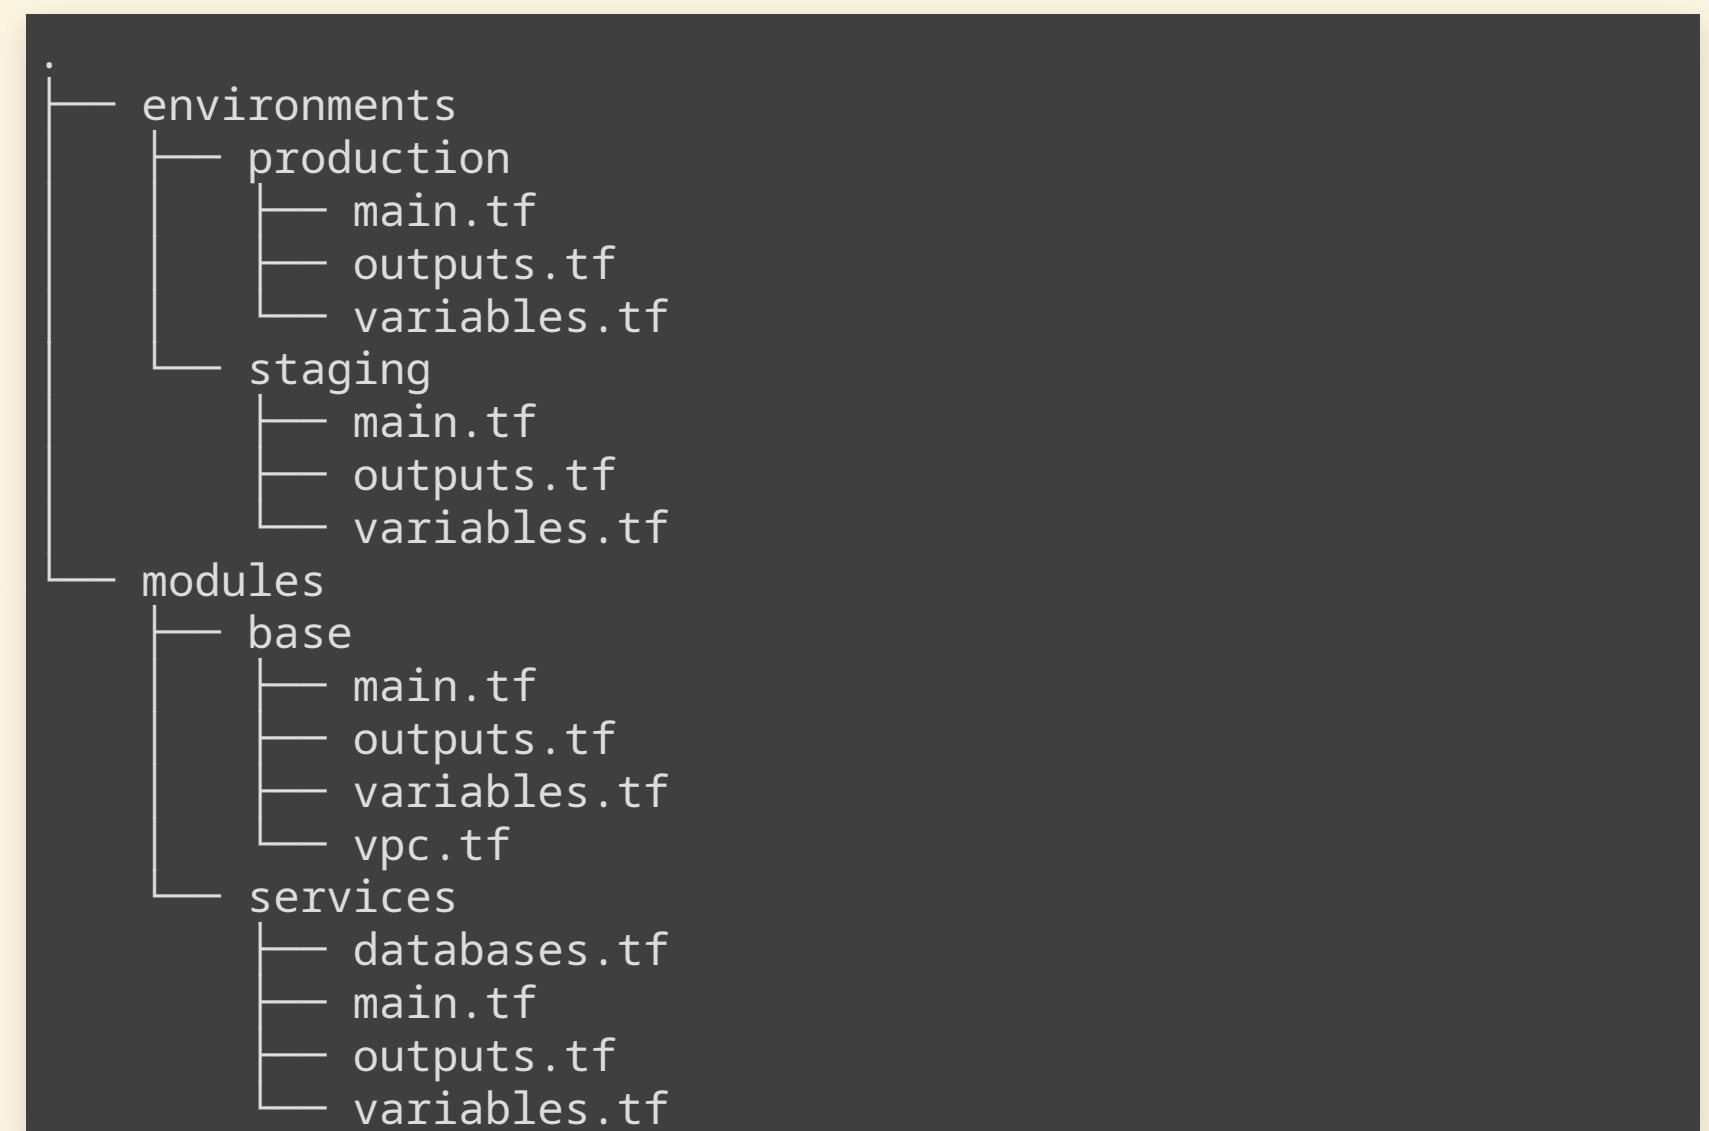 .
├── environments
│   ├── production
│   │   ├── main.tf
│   │   ├── outputs.tf
│   │   └── variables.tf
│   └── staging
│       ├── main.tf
│       ├── outputs.tf
│       └── variables.tf
└── modules
    ├── base
    │   ├── main.tf
    │   ├── outputs.tf
    │   ├── variables.tf
    │   └── vpc.tf
    └── services
        ├── databases.tf
        ├── main.tf
        ├── outputs.tf
        └── variables.tf